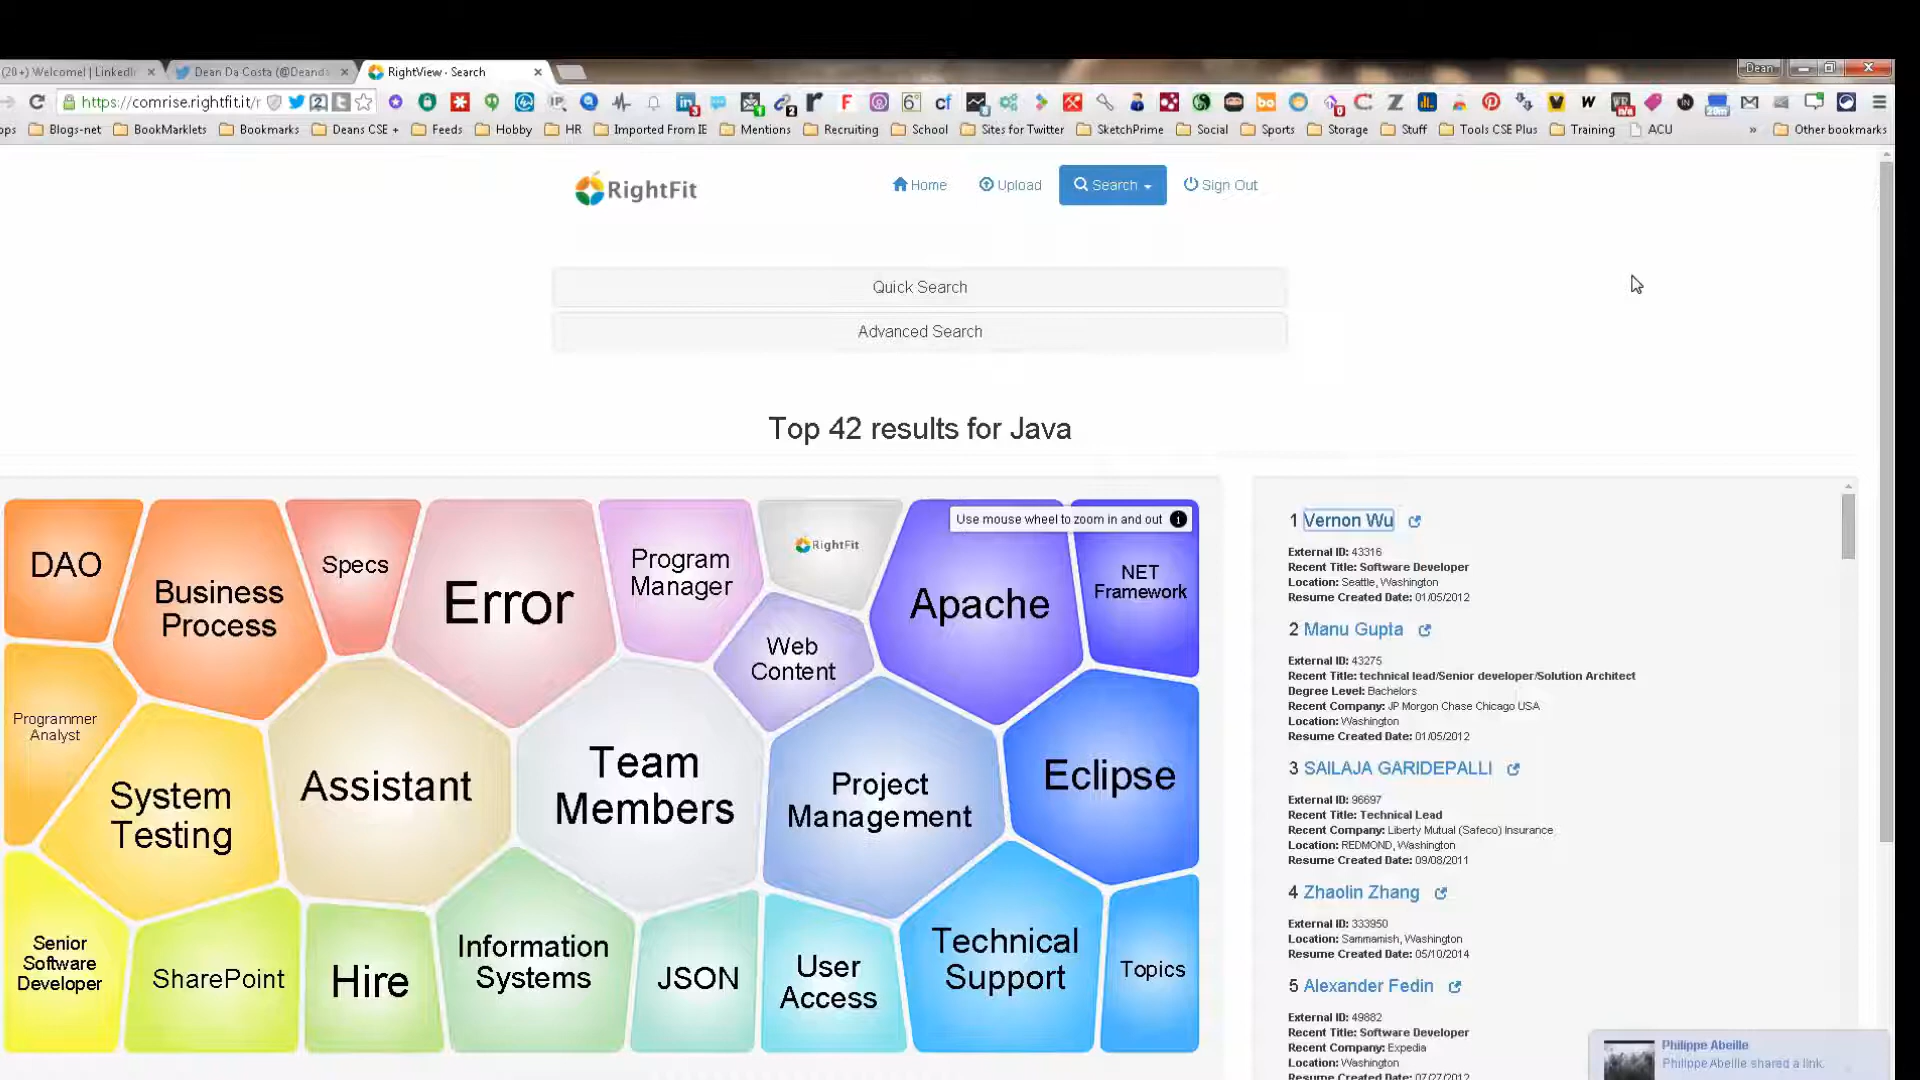 (20+) Welcome! | LinkedIn
Dean Da Costa (@Deands
RightView - Search
Dean
https://comrise.rightfit.it/r
Blogs-net
BookMarklets
Bookmarks
Deans CSE +
Feeds
Hobby
HR
Imported From IE
Mentions
Recruiting
School
Sites for Twitter
SketchPrime
Social
Sports
Storage
Stuff
Tools CSE Plus
Training
ACU
»
Other bookmarks
RightFit
Home
Upload
Search
Sign Out
Quick Search
Advanced Search
Top 42 results for Java
Use mouse wheel to zoom in and out
DAO
Business
Process
Specs
Error
Program
Manager
RightFit
Web
Content
Apache
NET
Framework
Programmer
Analyst
System
Testing
Assistant
Team
Members
Project
Management
Eclipse
Senior
Software
Developer
SharePoint
Hire
Information
Systems
JSON
User
Access
Technical
Support
Topics
1 Vernon Wu
External ID: 43316
Recent Title: Software Developer
Location: Seattle, Washington
Resume Created Date: 01/05/2012
2 Manu Gupta
External ID: 43275
Recent Title: technical lead/Senior developer/Solution Architect
Degree Level: Bachelors
Recent Company: JP Morgon Chase Chicago USA
Location: Washington
Resume Created Date: 01/05/2012
3 SAILAJA GARIDEPALLI
External ID: 96697
Recent Title: Technical Lead
Recent Company: Liberty Mutual (Safeco) Insurance
Location: REDMOND, Washington
Resume Created Date: 09/08/2011
4 Zhaolin Zhang
External ID: 333950
Location: Sammamish, Washington
Resume Created Date: 05/10/2014
5 Alexander Fedin
External ID: 49882
Recent Title: Software Developer
Recent Company: Expedia
Location: Washington
Resume Created Date: 07/27/2012
Philippe Abeille
Philippe Abeille shared a link.